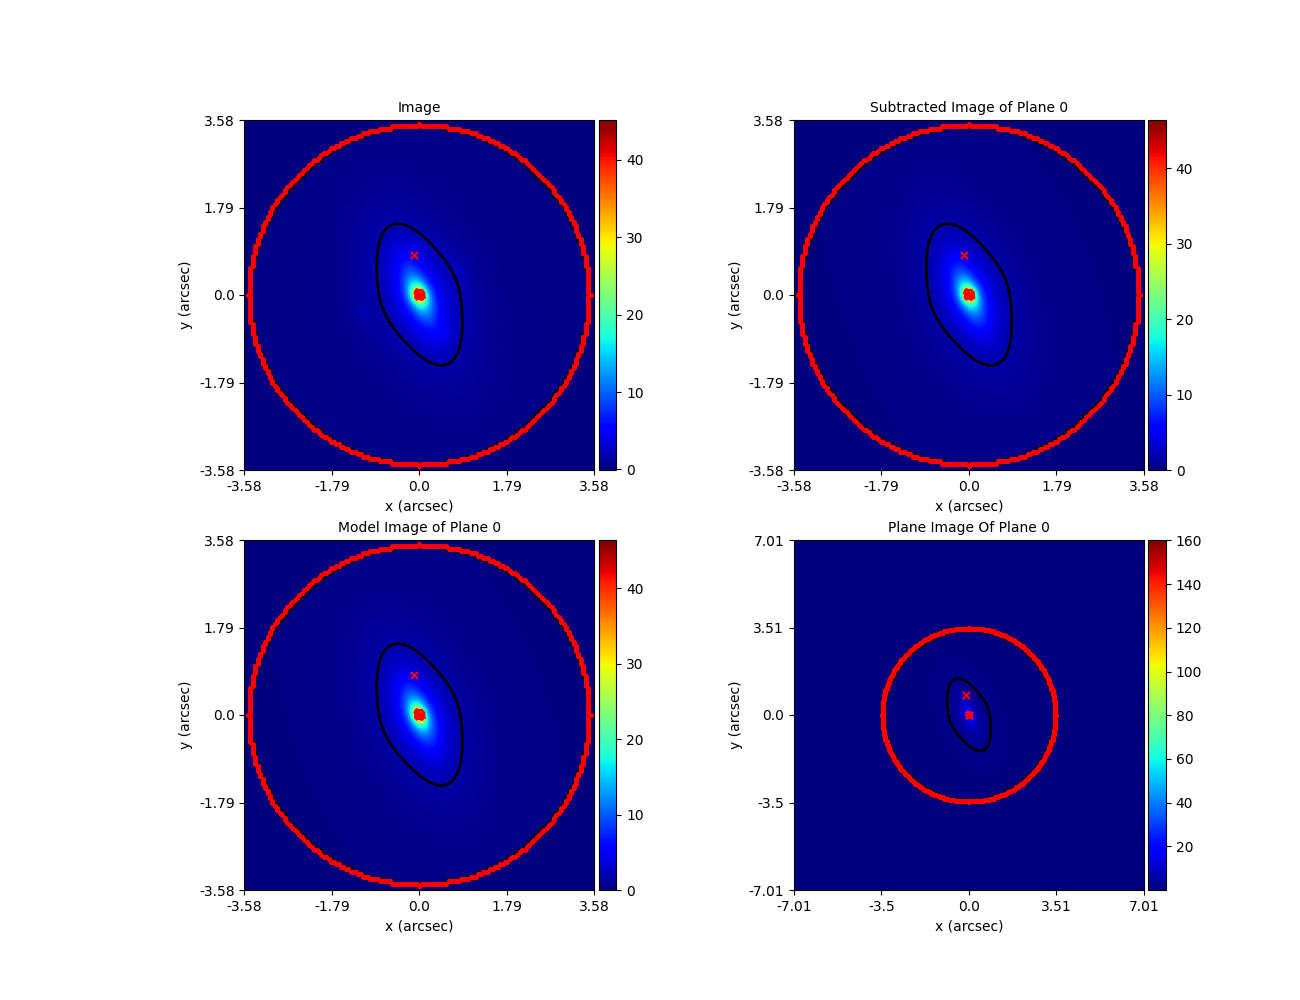 Image
3.58
1.79
0.0
-1.79
-3.58
y (arcsec)
-3.58 -1.79 0.0 1.79 3.58
x (arcsec)
40
30
20
10
0
Subtracted Image of Plane 0
3.58
1.79
0.0
-1.79
-3.58
y (arcsec)
-3.58 -1.79 0.0 1.79 3.58
x (arcsec)
40
30
20
10
0
Model Image of Plane 0
3.58
1.79
0.0
-1.79
-3.58
y (arcsec)
-3.58 -1.79 0.0 1.79 3.58
x (arcsec)
40
30
20
10
0
Plane Image Of Plane 0
7.01
3.51
0.0
-3.5
-7.01
y (arcsec)
-7.01 -3.5 0.0 3.51 7.01
x (arcsec)
160
140
120
100
80
60
40
20